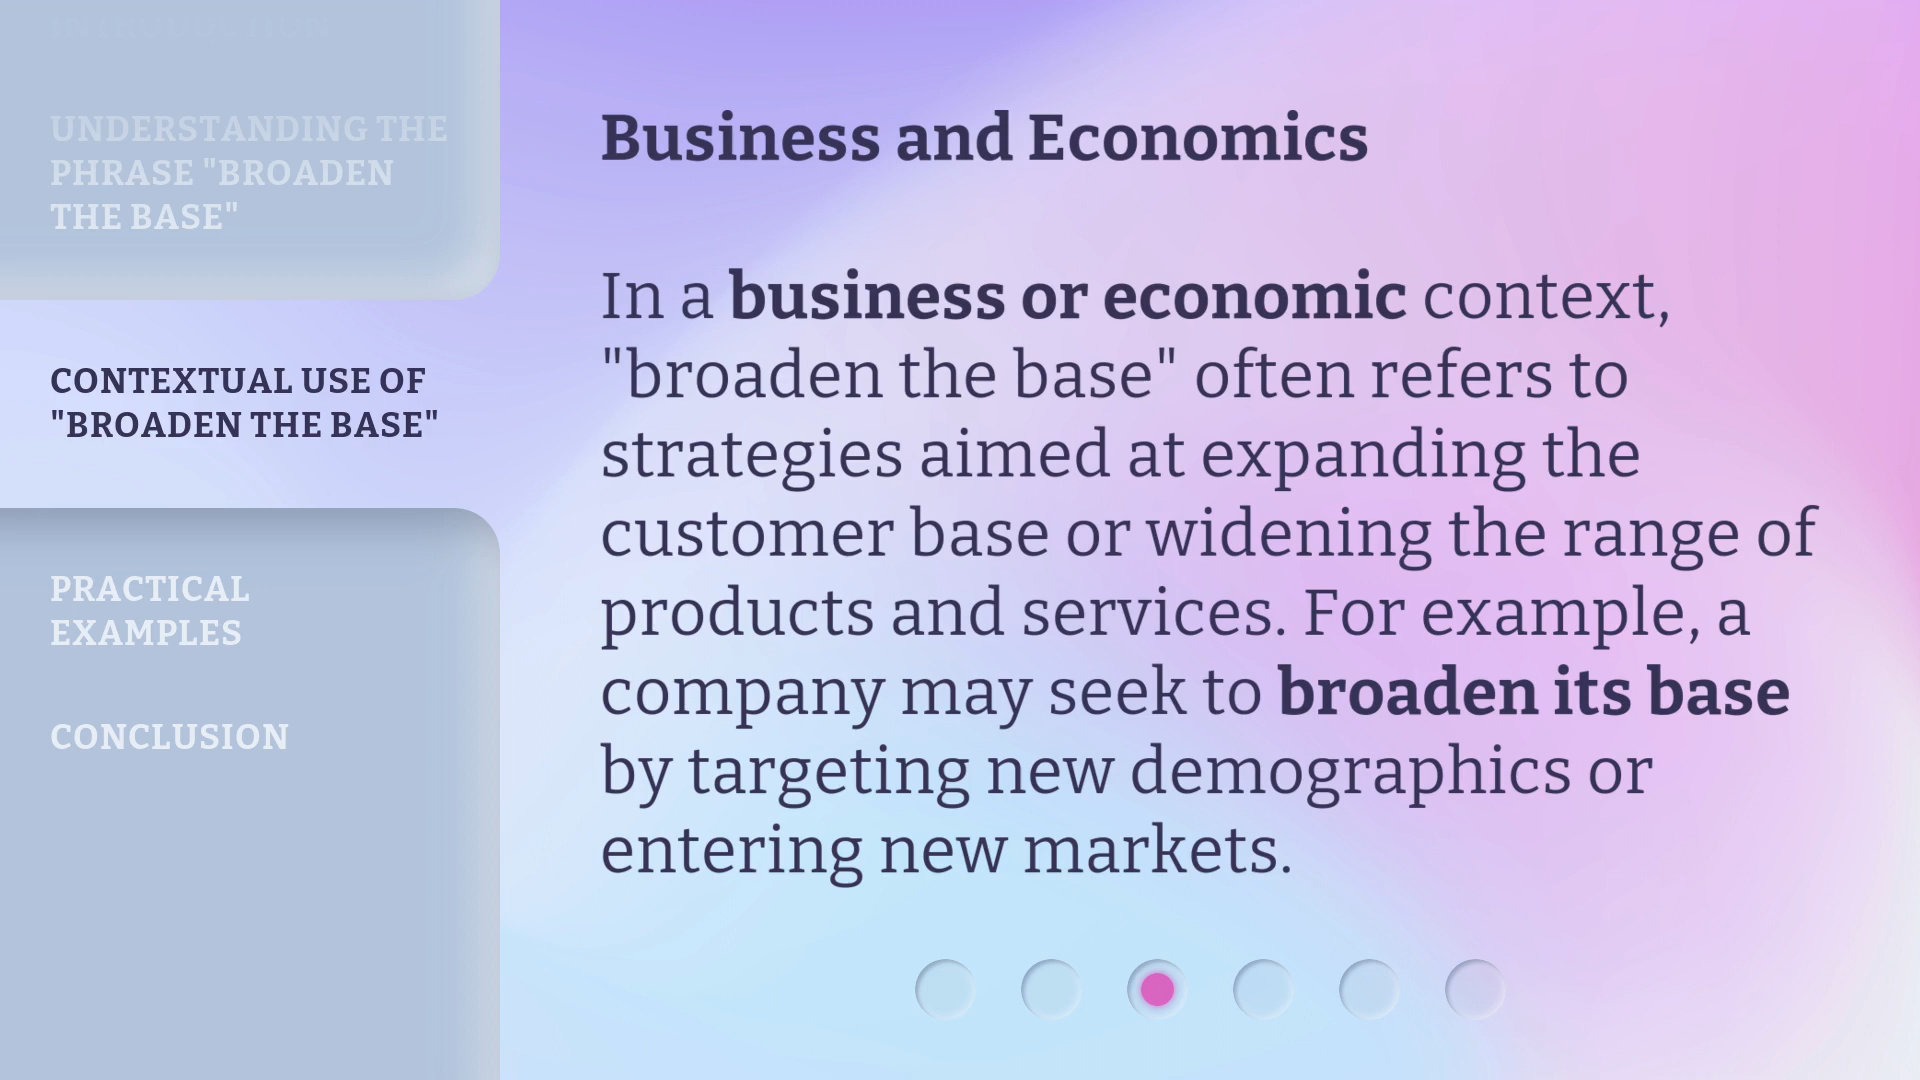 UNDERSTANDING THE
PHRASE "BROADEN
THE BASE"
CONTEXTUAL USE OF
"BROADEN THE BASE"
PRACTICAL
EXAMPLES
CONCLUSION
Business and Economics
In a business or economic context,
"broaden the base" often refers to
strategies aimed at expanding the
customer base or widening the range of
products and services. For example, a
company may seek to broaden its base
by targeting new demographics or
entering new markets.